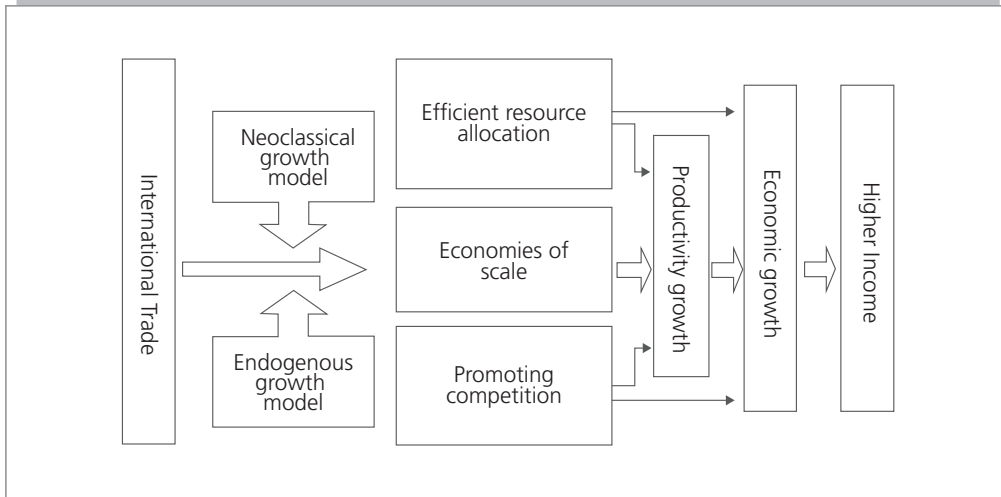 International Trade
Neoclassical
growth
model
Endogenous
growth
model
Efficient resource
allocation
Economies of
scale
Promoting
competition
Productivity growth
Economic growth
Higher Income